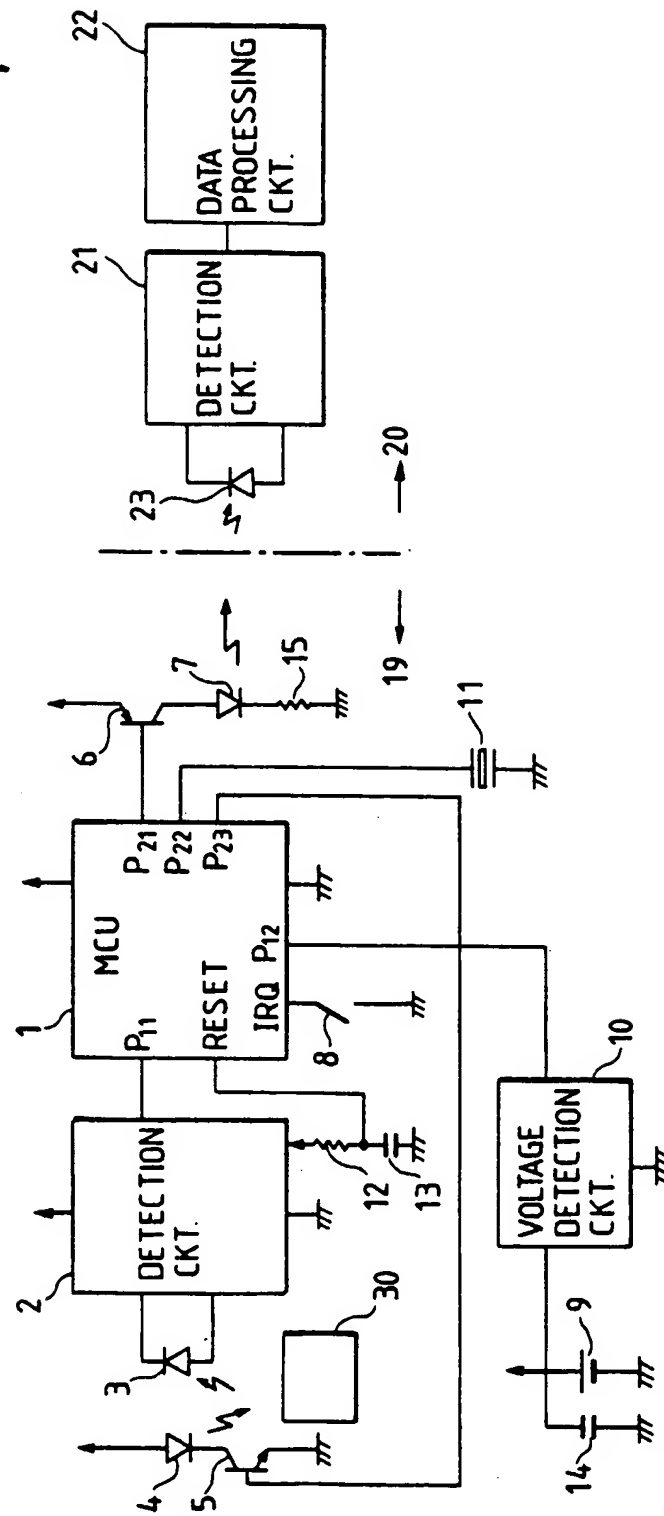 22
DATA
PROCESSING
CKT.
21
DETECTION
CKT.
23
20
19
6
7
15
11
1
MCU
P11
RESET
IRQ
P12
P21
P22
P23
8
2
DETECTION
CKT.
3
12
13
30
4
5
10
VOLTAGE
DETECTION
CKT.
9
14